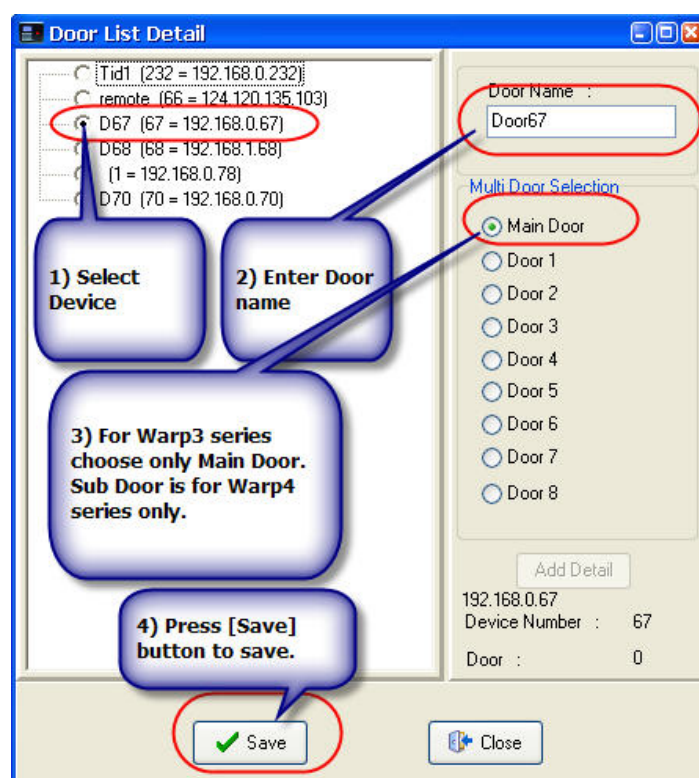 Door List Detail
Tid1 (232 = 192.168.0.232)
remote (66 = 124.120.135.103)
D67 (67 = 192.168.0.67)
D68 (68 = 192.168.1.68)
(1 = 192.168.0.78)
D70 (70 = 192.168.0.70)
1) Select
Device
2) Enter Door
name
3) For Warp3 series
choose only Main Door.
Sub Door is for Warp4
series only.
4) Press [Save]
button to save.
Door Name :
Door67
Multi Door Selection
Main Door
Door 1
Door 2
Door 3
Door 4
Door 5
Door 6
Door 7
Door 8
Add Detail
192.168.0.67
Device Number : 67
Door : 0
Save
Close